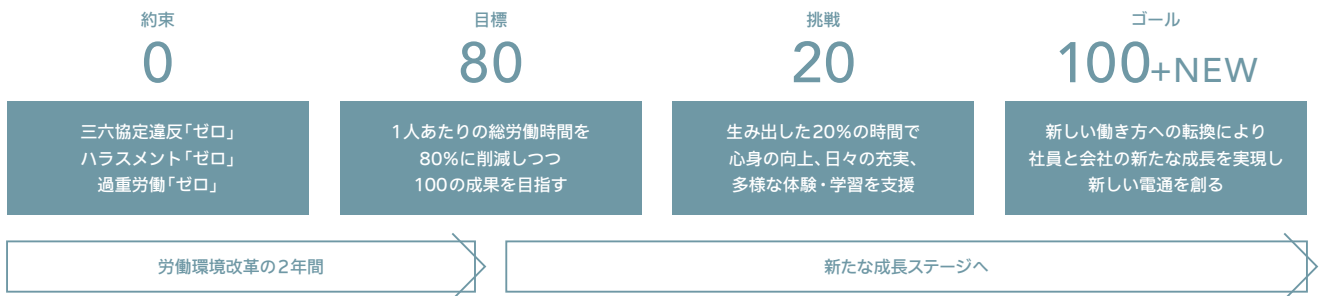 約束
0
三六協定違反「ゼロ」
ハラスメント「ゼロ」
過重労働「ゼロ」
目標
80
1人あたりの総労働時間を
80%に削減しつつ
100の成果を目指す
挑戦
20
生み出した20%の時間で
心身の向上、日々の充実、
多様な体験・学習を支援
ゴール
100+NEW
新しい働き方への転換により
社員と会社の新たな成長を実現し
新しい電通を創る
労働環境改革の2年間
新たな成長ステージへ